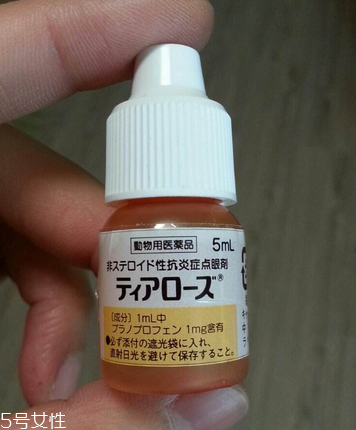 動物用医薬品 5mL
非ステロイド性抗炎症点眼剤
ティアローズ®
〔成分〕1mL中
プラノプロフェン 1mg含有
●必ず添付の遮光袋に入れ、
直射日光を避けて保存すること。
5号女性